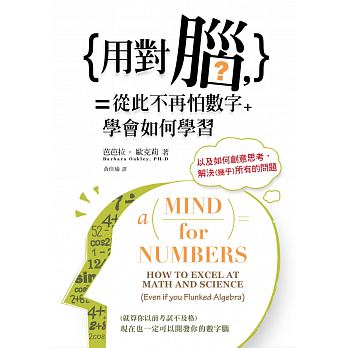 {用對腦,}
?
=從此不再怕數字+
學會如何學習
芭芭拉・歐克莉 著
Barbara Oakley, PH.D
黃佳瑜 譯
以及如何創意思考,
解決(幾乎)所有的問題
a (MIND for NUMBERS) =
HOW TO EXCEL AT
MATH AND SCIENCE
(Even if you Flunked Algebra)
(就算你以前考試不及格)
現在也一定可以開發你的數字腦